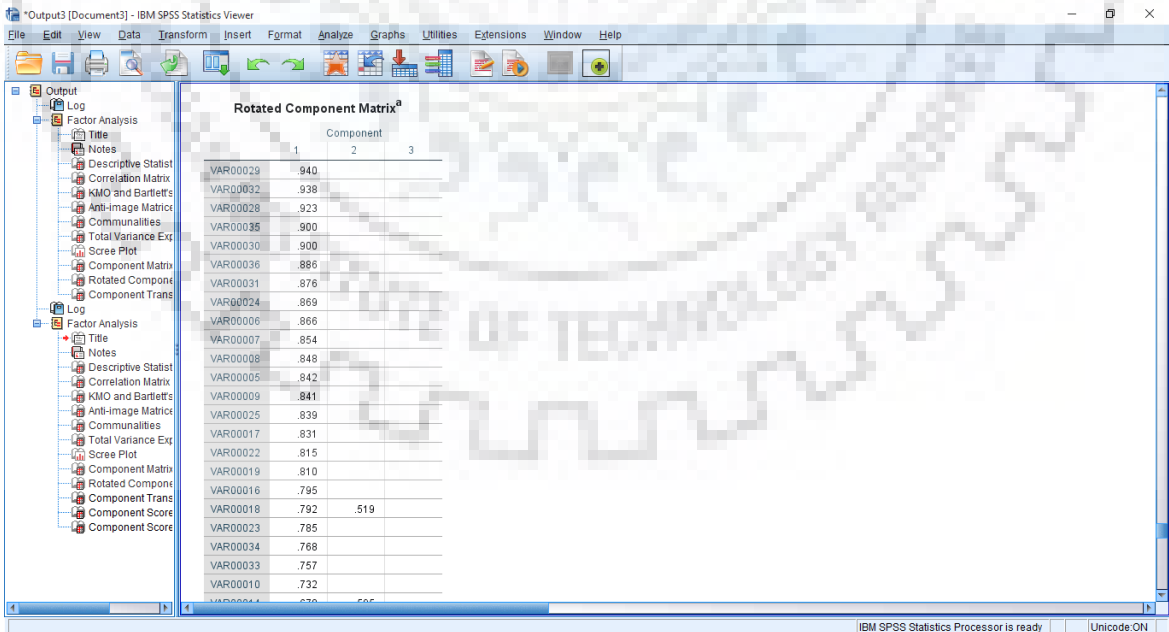 *Output3 [Document3] - IBM SPSS Statistics Viewer
File Edit View Data Transform Insert Format Analyze Graphs Utilities Extensions Window Help
Output
Log
Factor Analysis
Title
Notes
Descriptive Statist
Correlation Matrix
KMO and Bartlett's
Anti-image Matrice
Communalities
Total Variance Exp
Scree Plot
Component Matrix
Rotated Compone
Component Trans
Log
Factor Analysis
Title
Notes
Descriptive Statist
Correlation Matrix
KMO and Bartlett's
Anti-image Matrice
Communalities
Total Variance Exp
Scree Plot
Component Matrix
Rotated Compone
Component Trans
Component Score
Component Score
Rotated Component Matrixa
Component
1 2 3
VAR00029 .940
VAR00032 .938
VAR00028 .923
VAR00035 .900
VAR00030 .900
VAR00036 .886
VAR00031 .876
VAR00024 .869
VAR00006 .866
VAR00007 .854
VAR00008 .848
VAR00005 .842
VAR00009 .841
VAR00025 .839
VAR00017 .831
VAR00022 .815
VAR00019 .810
VAR00016 .795
VAR00018 .792 .519
VAR00023 .785
VAR00034 .768
VAR00033 .757
VAR00010 .732
OF TECHNOLOGY
IBM SPSS Statistics Processor is ready Unicode:ON